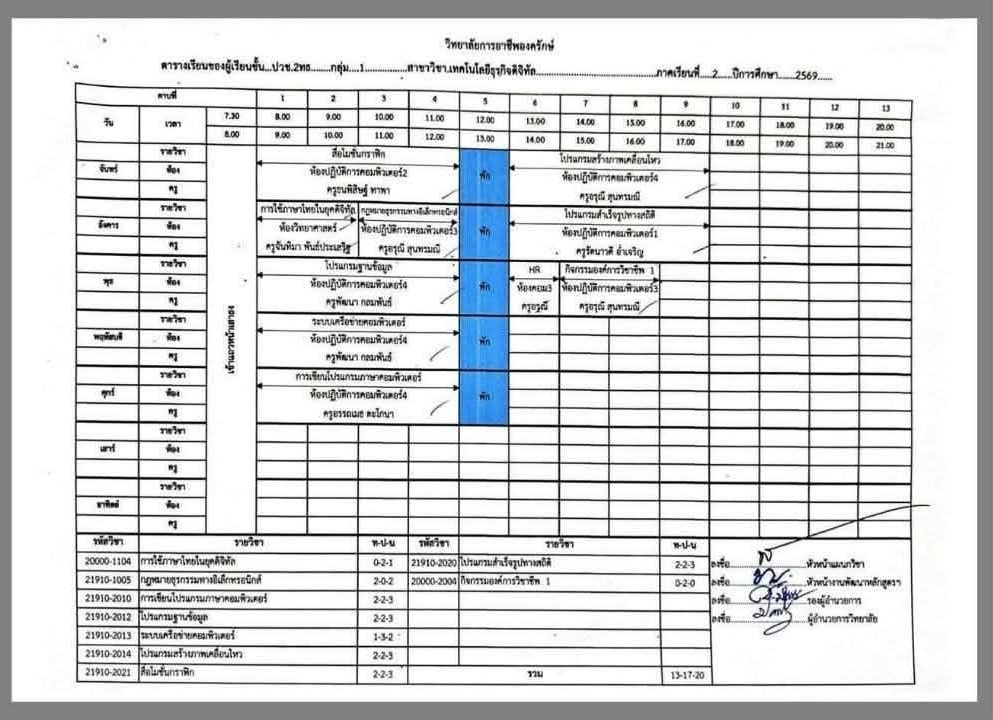 วิทยาลัยการอาชีพองครักษ์
ตารางเรียนของผู้เรียนชั้น...ปวช.2ทธ........กลุ่ม....1................สาขาวิชา.เทคโนโลยีธุรกิจดิจิทัล................................ภาคเรียนที่....2.....ปีการศึกษา......2569......
คาบที่ 1 2 3 4 5 6 7 8 9 10 11 12 13
วัน เวลา 7.30 8.00 9.00 10.00 11.00 12.00 13.00 14.00 15.00 16.00 17.00 18.00 19.00 20.00
8.00 9.00 10.00 11.00 12.00 13.00 14.00 15.00 16.00 17.00 18.00 19.00 20.00 21.00
เข้าแถวหน้าเสาธง
รายวิชา สื่อโมชั่นกราฟิก โปรแกรมสร้างภาพเคลื่อนไหว
จันทร์ ห้อง ห้องปฏิบัติการคอมพิวเตอร์2 พัก ห้องปฏิบัติการคอมพิวเตอร์4
ครู ครูชนพิสิษฐ์ ทาพา ครูอรุณี สุนทรมณี
รายวิชา การใช้ภาษาไทยในยุคดิจิทัล กฎหมายธุรกรรมทางอิเล็กทรอนิกส์ โปรแกรมสำเร็จรูปทางสถิติ
อังคาร ห้อง ห้องวิทยาศาสตร์ ห้องปฏิบัติการคอมพิวเตอร์3 พัก ห้องปฏิบัติการคอมพิวเตอร์1
ครู ครูจันทิมา พันธ์ประเสริฐ ครูอรุณี สุนทรมณี ครูรัตนาวดี อ่ำเจริญ
รายวิชา โปรแกรมฐานข้อมูล HR กิจกรรมองค์การวิชาชีพ 1
พุธ ห้อง ห้องปฏิบัติการคอมพิวเตอร์4 พัก ห้องคอม3 ห้องปฏิบัติการคอมพิวเตอร์3
ครู ครูพัฒนา กลมพันธ์ ครูอรุณี ครูอรุณี สุนทรมณี
รายวิชา ระบบเครือข่ายคอมพิวเตอร์
พฤหัสบดี ห้อง ห้องปฏิบัติการคอมพิวเตอร์4 พัก
ครู ครูพัฒนา กลมพันธ์
รายวิชา การเขียนโปรแกรมภาษาคอมพิวเตอร์
ศุกร์ ห้อง ห้องปฏิบัติการคอมพิวเตอร์4 พัก
ครู ครูอรรถเมธ ตะโกนา
รายวิชา
เสาร์ ห้อง
ครู
รายวิชา
อาทิตย์ ห้อง
ครู
รหัสวิชา รายวิชา ท-ป-น รหัสวิชา รายวิชา ท-ป-น
20000-1104 การใช้ภาษาไทยในยุคดิจิทัล 0-2-1 21910-2020 โปรแกรมสำเร็จรูปทางสถิติ 2-2-3 ลงชื่อ หัวหน้าแผนกวิชา
21910-1005 กฎหมายธุรกรรมทางอิเล็กทรอนิกส์ 2-0-2 20000-2004 กิจกรรมองค์การวิชาชีพ 1 0-2-0 ลงชื่อ หัวหน้างานพัฒนาหลักสูตรฯ
21910-2010 การเขียนโปรแกรมภาษาคอมพิวเตอร์ 2-2-3 ลงชื่อ รองผู้อำนวยการ
21910-2012 โปรแกรมฐานข้อมูล 2-2-3 ลงชื่อ ผู้อำนวยการวิทยาลัย
21910-2013 ระบบเครือข่ายคอมพิวเตอร์ 1-3-2
21910-2014 โปรแกรมสร้างภาพเคลื่อนไหว 2-2-3
21910-2021 สื่อโมชั่นกราฟิก 2-2-3 รวม 13-17-20